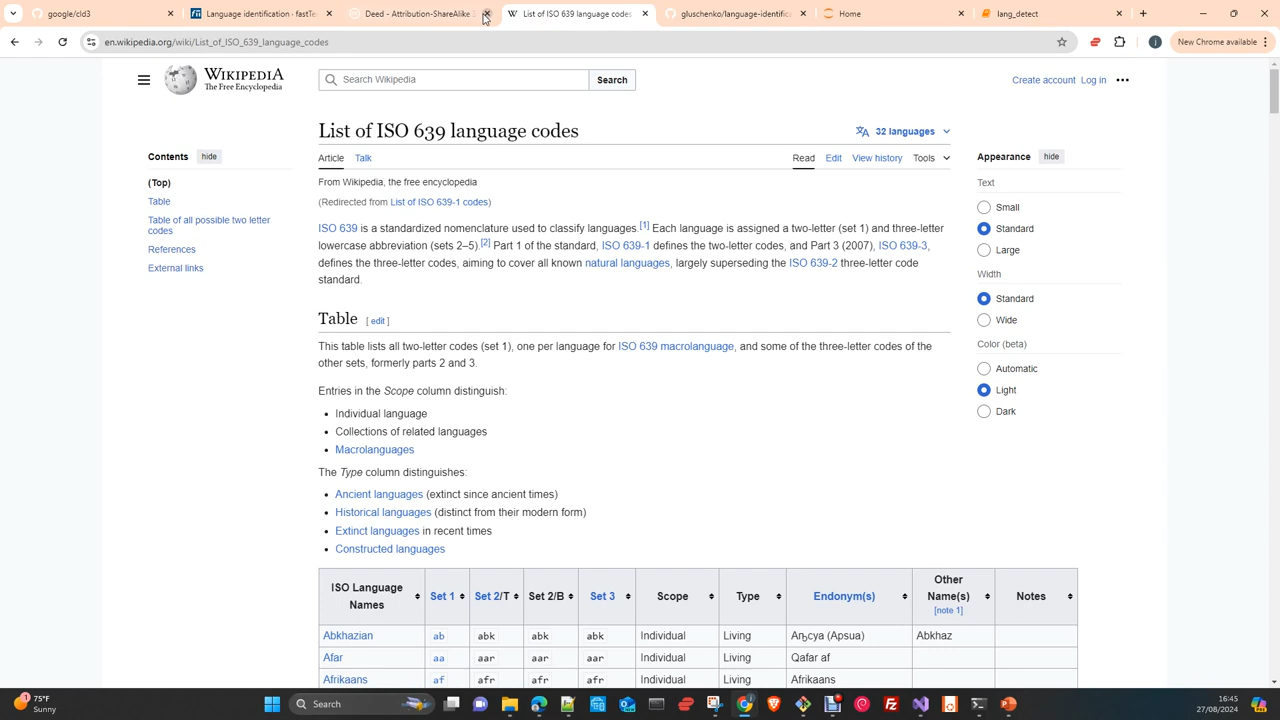 google/cld3
Language identification · fastTe
Deed - Attribution-ShareAlike
List of ISO 639 language codes
gluschenko/language-identific
Home
lang_detect
en.wikipedia.org/wiki/List_of_ISO_639_language_codes
New Chrome available
WIKIPEDIA
The Free Encyclopedia
Search Wikipedia
Search
Create account
Log in
List of ISO 639 language codes
32 languages
Contents
hide
Article
Talk
Read
Edit
View history
Tools
Appearance
hide
(Top)
From Wikipedia, the free encyclopedia
Text
Table
(Redirected from List of ISO 639-1 codes)
Small
Table of all possible two letter
codes
ISO 639 is a standardized nomenclature used to classify languages.[1] Each language is assigned a two-letter (set 1) and three-letter
Standard
References
lowercase abbreviation (sets 2–5).[2] Part 1 of the standard, ISO 639-1 defines the two-letter codes, and Part 3 (2007), ISO 639-3,
Large
External links
defines the three-letter codes, aiming to cover all known natural languages, largely superseding the ISO 639-2 three-letter code
Width
standard.
Standard
Table [ edit ]
Wide
This table lists all two-letter codes (set 1), one per language for ISO 639 macrolanguage, and some of the three-letter codes of the
Color (beta)
other sets, formerly parts 2 and 3.
Automatic
Entries in the Scope column distinguish:
Light
Individual language
Dark
Collections of related languages
Macrolanguages
The Type column distinguishes:
Ancient languages (extinct since ancient times)
Historical languages (distinct from their modern form)
Extinct languages in recent times
Constructed languages
ISO Language
Names
Set 1
Set 2/T
Set 2/B
Set 3
Scope
Type
Endonym(s)
Other
Name(s)
[note 1]
Notes
Abkhazian ab abk abk abk Individual Living Аҧсуа (Apsua) Abkhaz
Afar aa aar aar aar Individual Living Qafar af
Afrikaans af afr afr afr Individual Living Afrikaans
75°F
Sunny
Search
16:45
27/08/2024